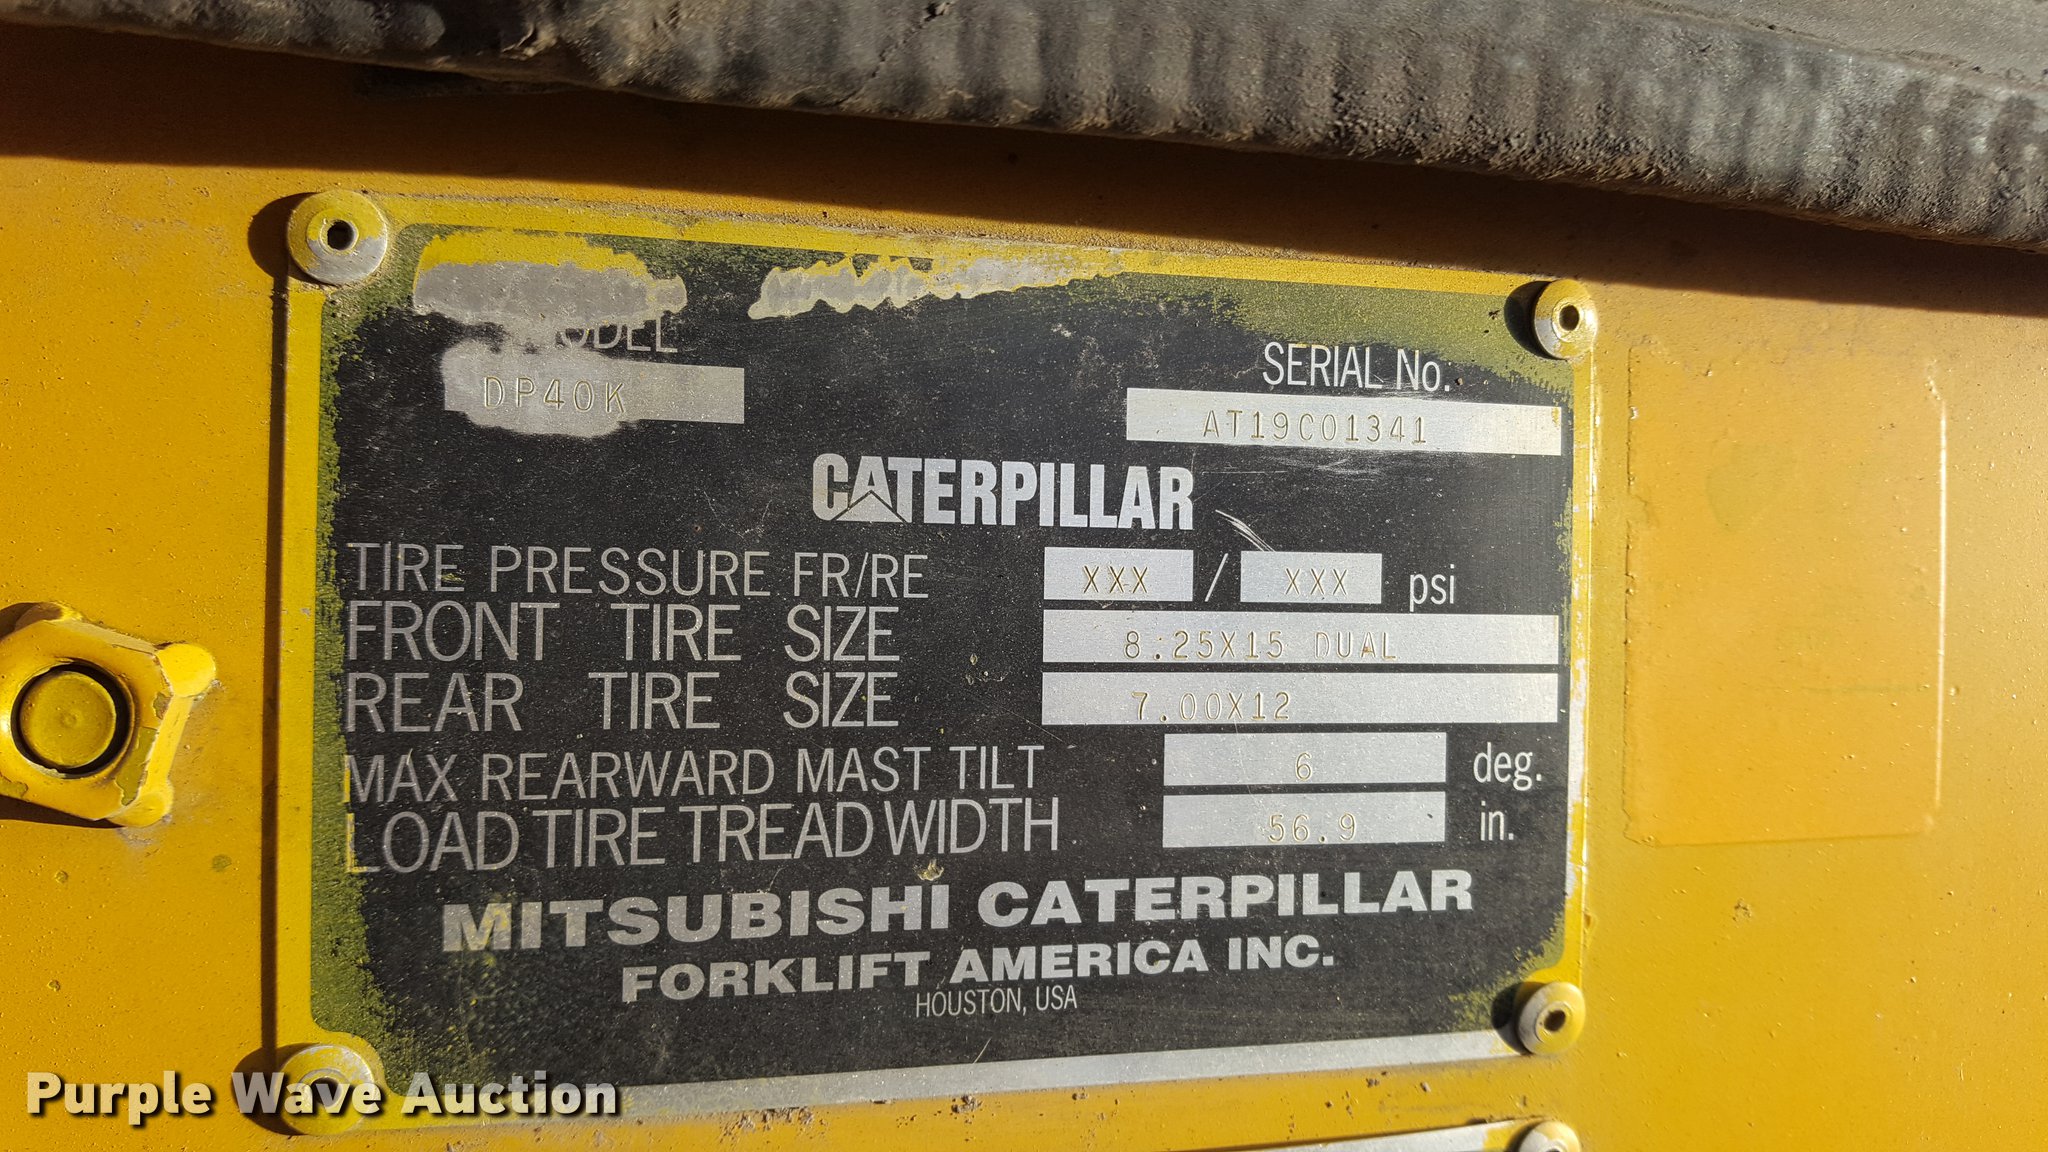 MODEL
SERIAL No.
DP40K
AT19C01341
CATERPILLAR
TIRE PRESSURE FR/RE XXX / XXX psi
FRONT TIRE SIZE 8.25X15 DUAL
REAR TIRE SIZE 7.00X12
MAX REARWARD MAST TILT 6 deg.
LOAD TIRE TREAD WIDTH 56.9 in.
MITSUBISHI CATERPILLAR
FORKLIFT AMERICA INC.
HOUSTON, USA
Purple Wave Auction